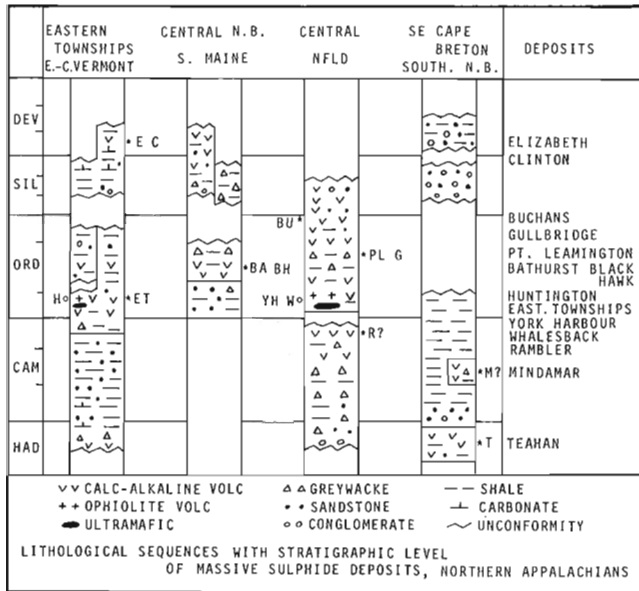 EASTERN TOWNSHIPS E.-C.VERMONT
CENTRAL N.B. S. MAINE
CENTRAL NFLD
SE CAPE BRETON SOUTH. N.B.
DEPOSITS
DEV
*E C
ELIZABETH
CLINTON
SIL
BU*
BUCHANS
GULLBRIDGE
ORD
*BA BH
*PL G
PT. LEAMINGTON
BATHURST BLACK HAWK
H○
*ET
YH W○
HUNTINGTON
EAST. TOWNSHIPS
YORK HARBOUR
WHALESBACK
RAMBLER
*R?
CAM
*M?
MINDAMAR
HAD
*T
TEAHAN
CALC-ALKALINE VOLC
GREYWACKE
SHALE
OPHIOLITE VOLC
SANDSTONE
CARBONATE
ULTRAMAFIC
CONGLOMERATE
UNCONFORMITY
LITHOLOGICAL SEQUENCES WITH STRATIGRAPHIC LEVEL
OF MASSIVE SULPHIDE DEPOSITS, NORTHERN APPALACHIANS